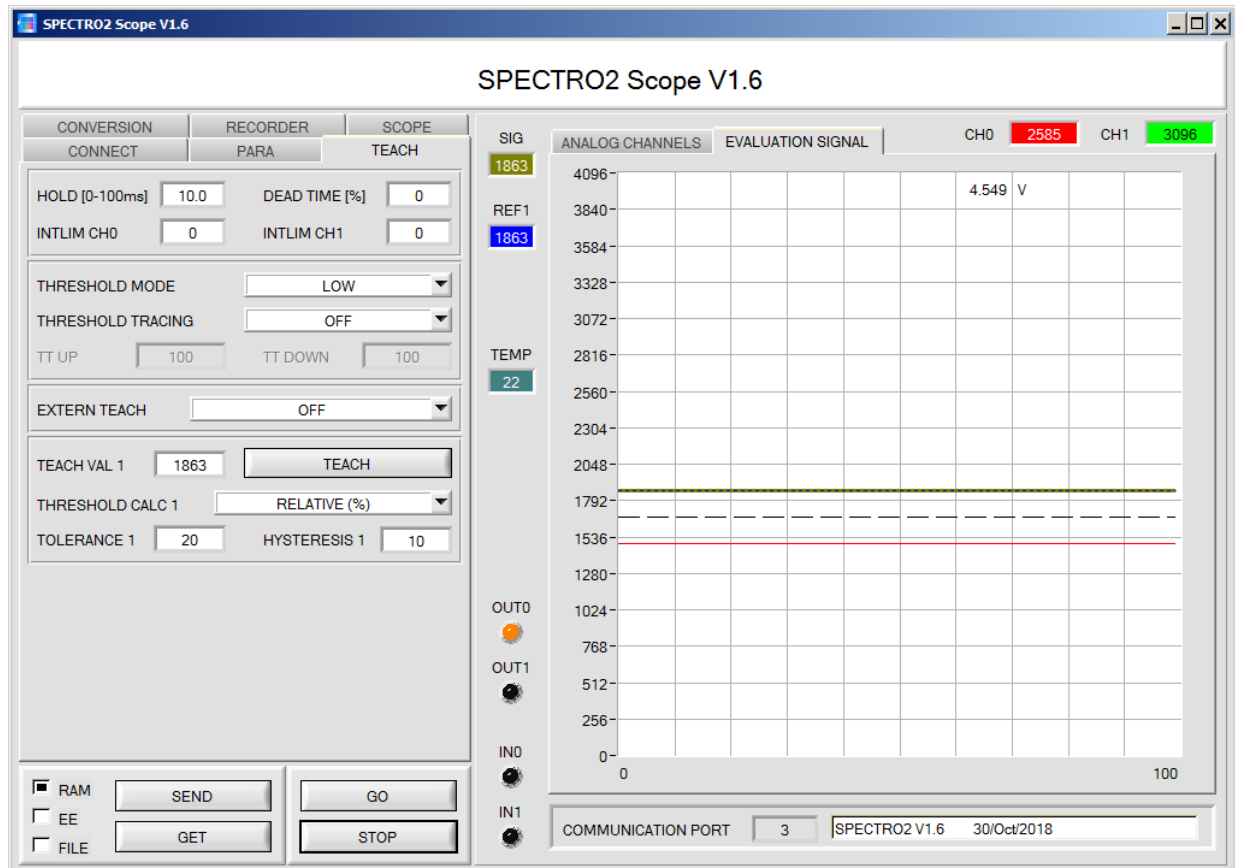 SPECTRO2 Scope V1.6
SPECTRO2 Scope V1.6
CONVERSION RECORDER SCOPE
CONNECT PARA TEACH
HOLD [0-100ms] 10.0 DEAD TIME [%] 0
INTLIM CH0 0 INTLIM CH1 0
THRESHOLD MODE LOW
THRESHOLD TRACING OFF
TT UP 100 TT DOWN 100
EXTERN TEACH OFF
TEACH VAL 1 1863 TEACH
THRESHOLD CALC 1 RELATIVE (%)
TOLERANCE 1 20 HYSTERESIS 1 10
RAM
EE
FILE
SEND
GET
GO
STOP
SIG
1863
REF1
1863
TEMP
22
OUT0
OUT1
IN0
IN1
ANALOG CHANNELS EVALUATION SIGNAL CH0 2585 CH1 3096
4.549 V
4096
3840
3584
3328
3072
2816
2560
2304
2048
1792
1536
1280
1024
768
512
256
0
0 100
COMMUNICATION PORT 3 SPECTRO2 V1.6 30/Oct/2018